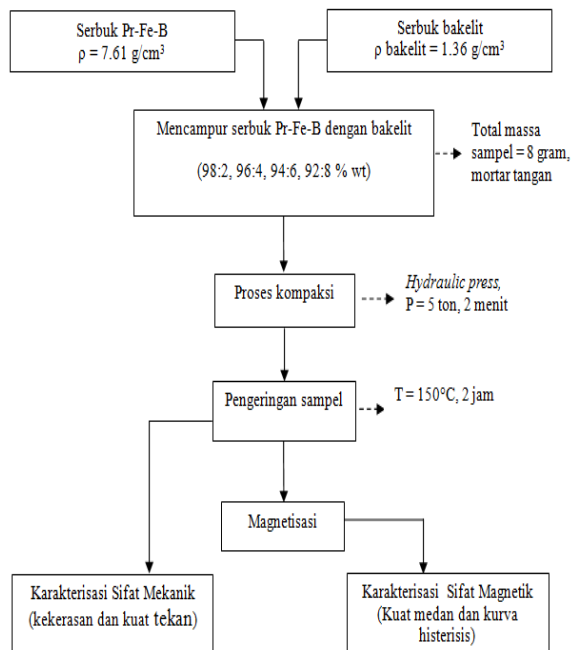 Serbuk Pr-Fe-B
ρ = 7.61 g/cm³
Serbuk bakelit
ρ bakelit = 1.36 g/cm³
Mencampur serbuk Pr-Fe-B dengan bakelit
(98:2, 96:4, 94:6, 92:8 % wt)
Total massa
sampel = 8 gram,
mortar tangan
Proses kompaksi
Hydraulic press,
P = 5 ton, 2 menit
Pengeringan sampel
T = 150°C, 2 jam
Magnetisasi
Karakterisasi Sifat Mekanik
(kekerasan dan kuat tekan)
Karakterisasi Sifat Magnetik
(Kuat medan dan kurva
histerisis)